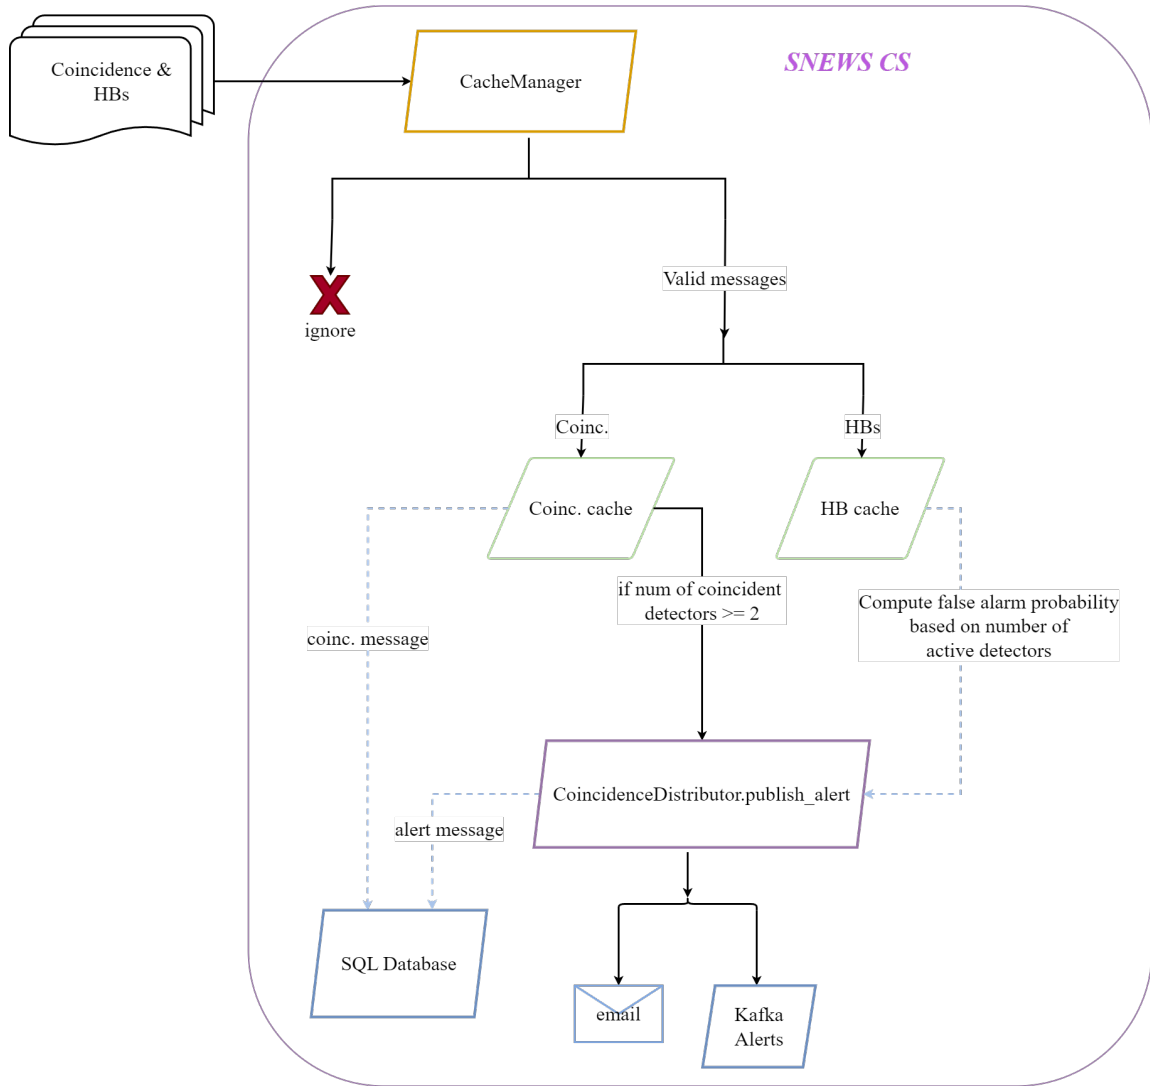 SNEWS CS
Coincidence &
HBs
CacheManager
Valid messages
ignore
Coinc.
HBs
Coinc. cache
HB cache
if num of coincident
detectors >= 2
Compute false alarm probability
based on number of
active detectors
coinc. message
CoincidenceDistributor.publish_alert
alert message
SQL Database
email
Kafka
Alerts